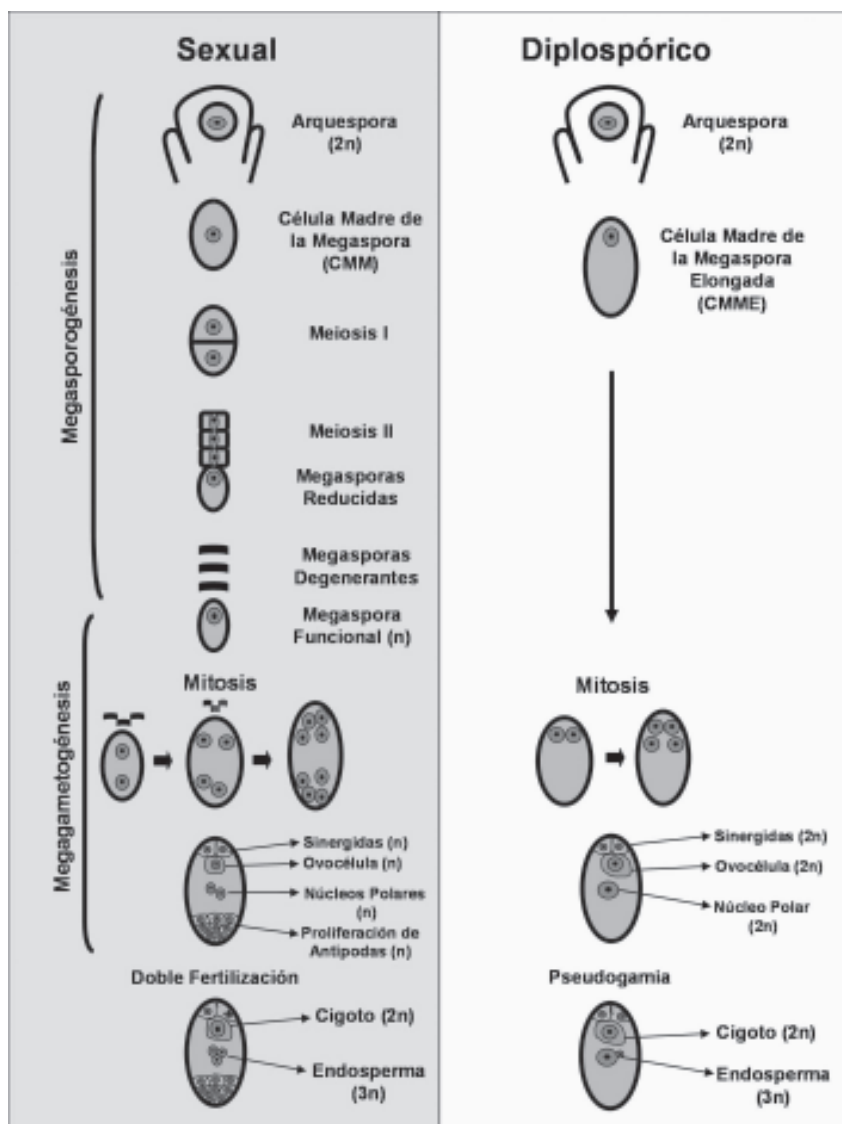 Sexual
Arquespora
(2n)
Célula Madre de
la Megaspora
(CMM)
Meiosis I
Meiosis II
Megasporas
Reducidas
Megasporas
Degenerantes
Megaspora
Funcional (n)
Megasporogénesis
Mitosis
Sinergidas (n)
Ovocélula (n)
Núcleos Polares
(n)
Proliferación de
Antipodas (n)
Megagametogénesis
Doble Fertilización
Cigoto (2n)
Endosperma
(3n)
Diplospórico
Arquespora
(2n)
Célula Madre de
la Megaspora
Elongada
(CMME)
Mitosis
Sinergidas (2n)
Ovocélula (2n)
Núcleo Polar
(2n)
Pseudogamia
Cigoto (2n)
Endosperma
(3n)